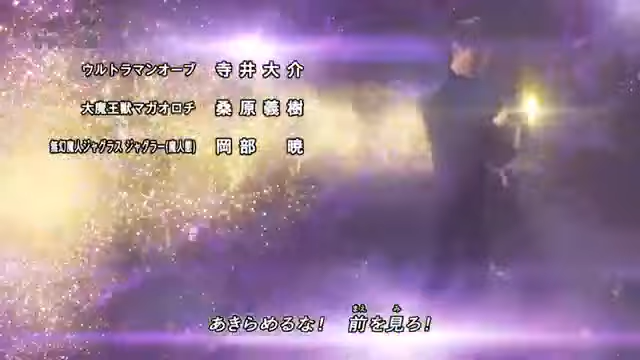 ウルトラマンオーブ 寺井大介
大魔王獣マガオロチ 桑原義樹
無幻魔人ジャグラス ジャグラー(魔人態) 岡部 暁
あきらめるな! 前を見ろ!